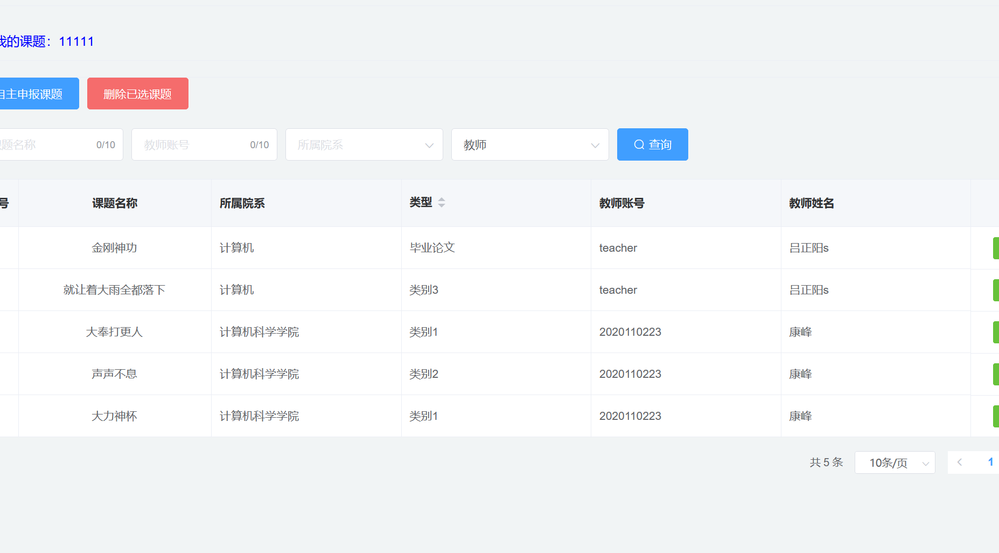 我的课题：11111
自主申报课题 删除已选课题
课题名称 0/10 教师账号 0/10 所属院系 教师 查询
号 课题名称 所属院系 类型 教师账号 教师姓名
金刚神功 计算机 毕业论文 teacher 吕正阳s
就让着大雨全都落下 计算机 类别3 teacher 吕正阳s
大奉打更人 计算机科学学院 类别1 2020110223 康峰
声声不息 计算机科学学院 类别2 2020110223 康峰
大力神杯 计算机科学学院 类别1 2020110223 康峰
共 5 条 10条/页 1